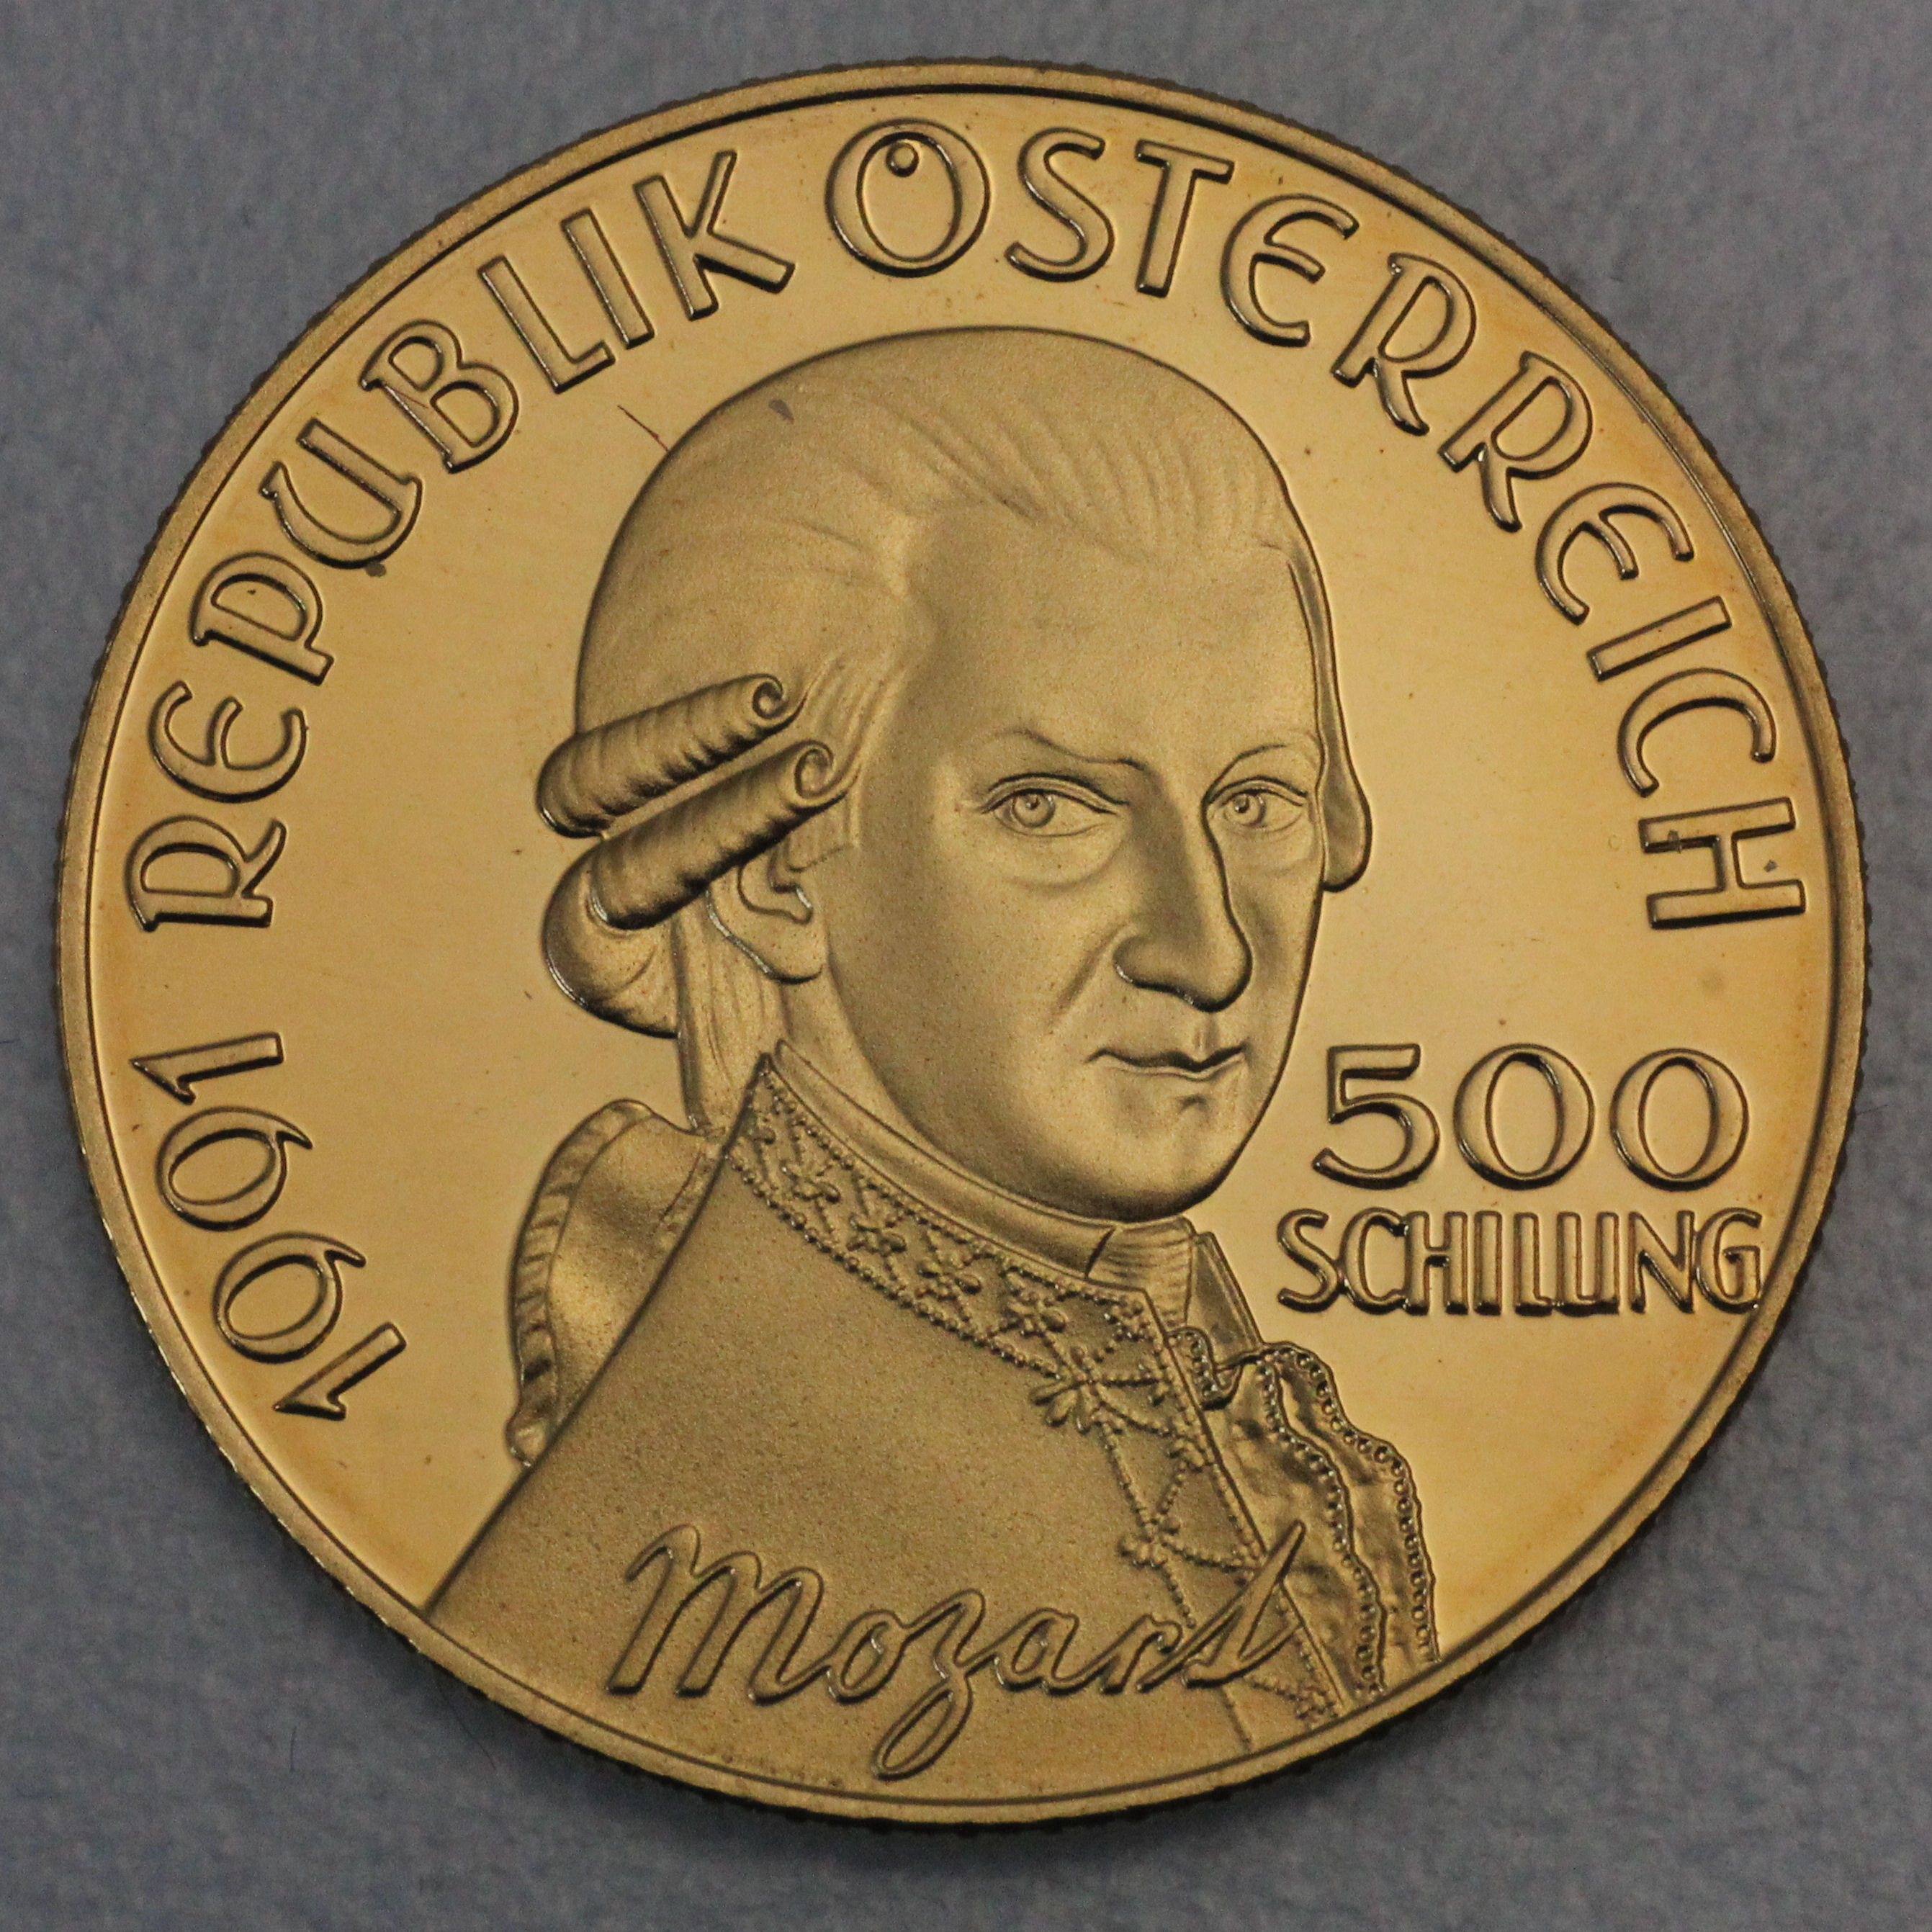 1991 REPUBLIK ÖSTERREICH
500
SCHILLING
Mozart